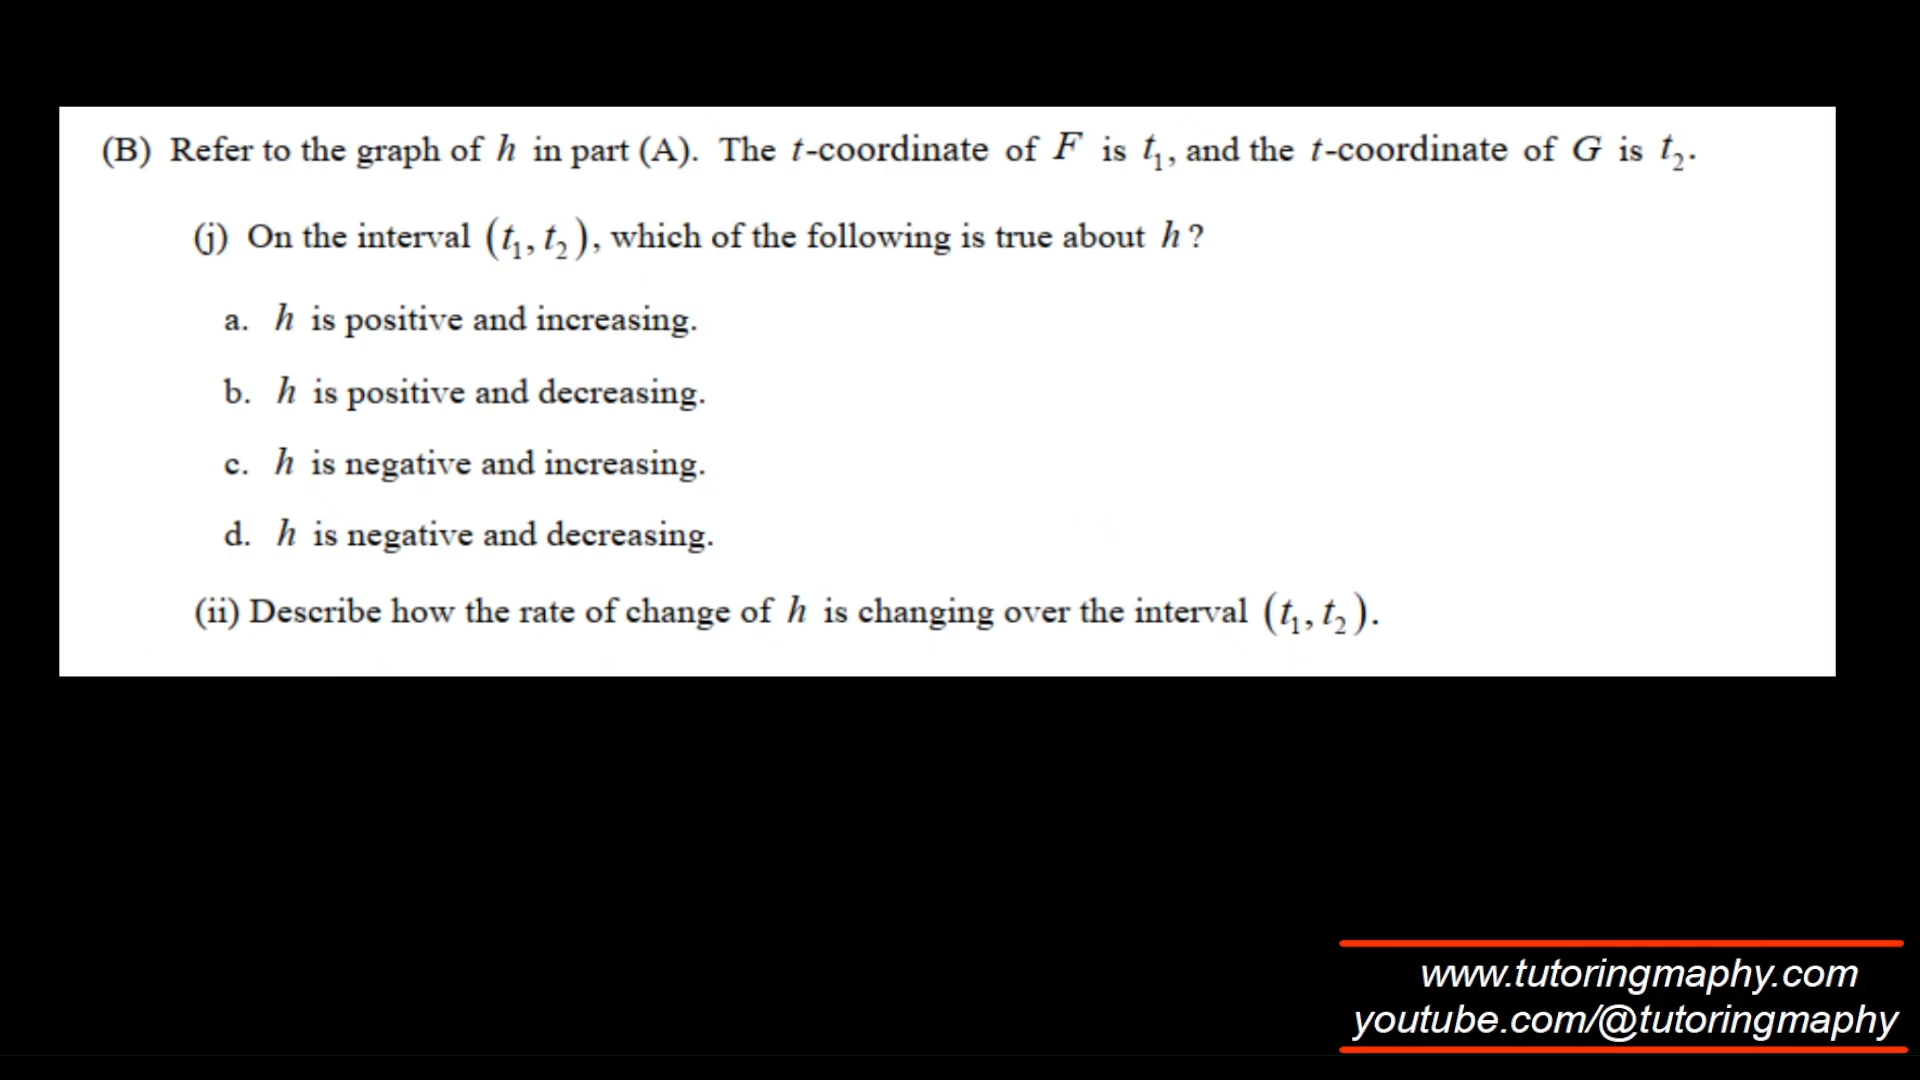 (B) Refer to the graph of h in part (A). The t-coordinate of F is t₁, and the t-coordinate of G is t₂.
(j) On the interval (t₁, t₂), which of the following is true about h?
a. h is positive and increasing.
b. h is positive and decreasing.
c. h is negative and increasing.
d. h is negative and decreasing.
(ii) Describe how the rate of change of h is changing over the interval (t₁, t₂).
www.tutoringmaphy.com
youtube.com/@tutoringmaphy